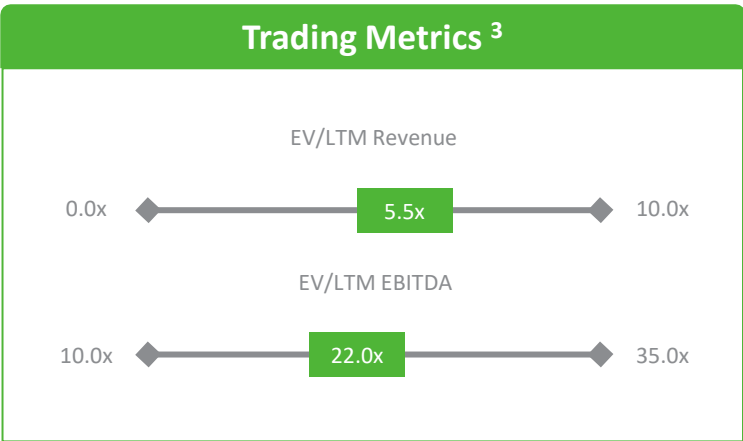 Trading Metrics ³
EV/LTM Revenue
0.0x 5.5x 10.0x
EV/LTM EBITDA
10.0x 22.0x 35.0x